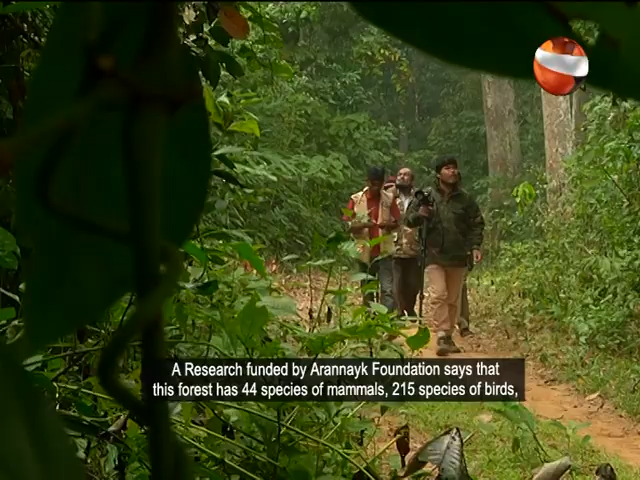 A Research funded by Arannayk Foundation says that
this forest has 44 species of mammals, 215 species of birds,